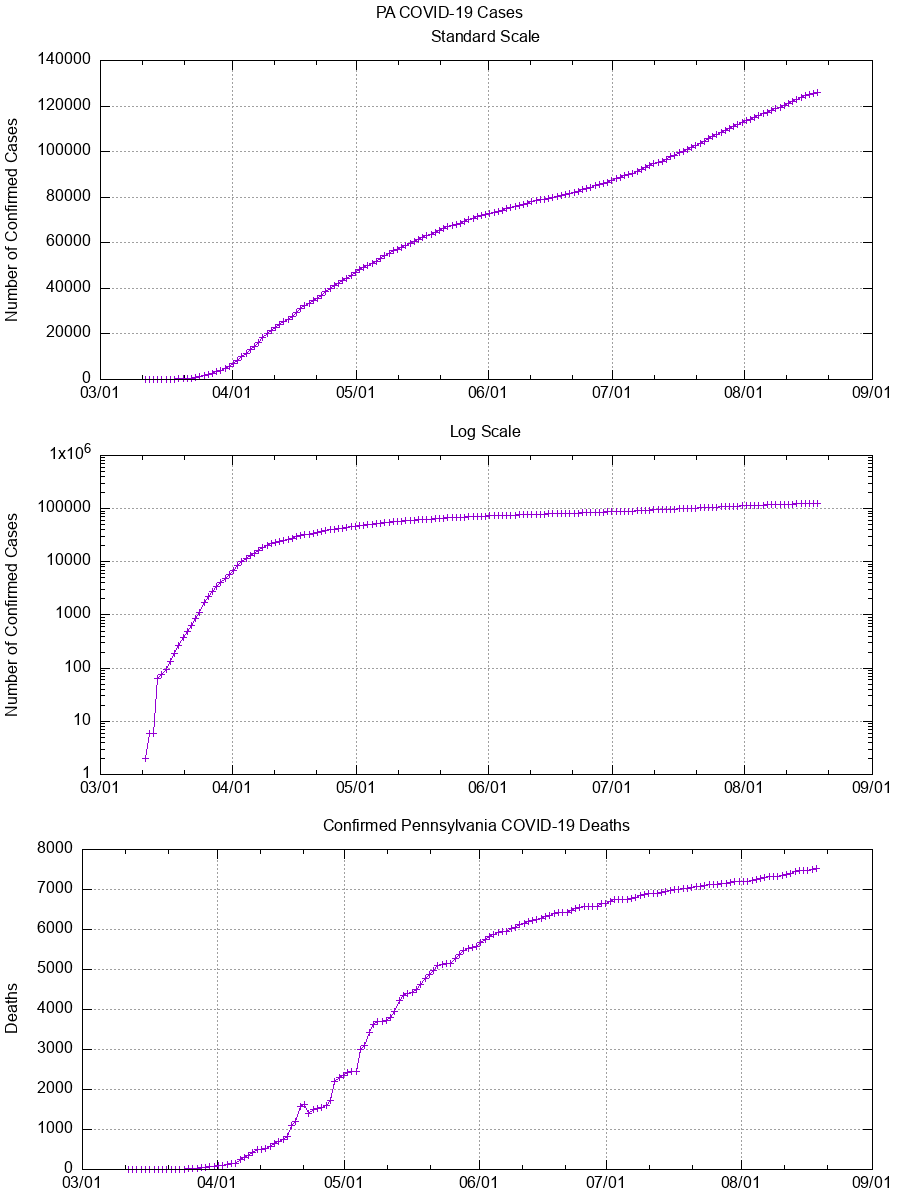 PA COVID-19 Cases
Standard Scale
Number of Confirmed Cases
140000
120000
100000
80000
60000
40000
20000
0
03/01 04/01 05/01 06/01 07/01 08/01 09/01
Log Scale
Number of Confirmed Cases
1x10⁶
100000
10000
1000
100
10
1
03/01 04/01 05/01 06/01 07/01 08/01 09/01
Confirmed Pennsylvania COVID-19 Deaths
Deaths
8000
7000
6000
5000
4000
3000
2000
1000
0
03/01 04/01 05/01 06/01 07/01 08/01 09/01